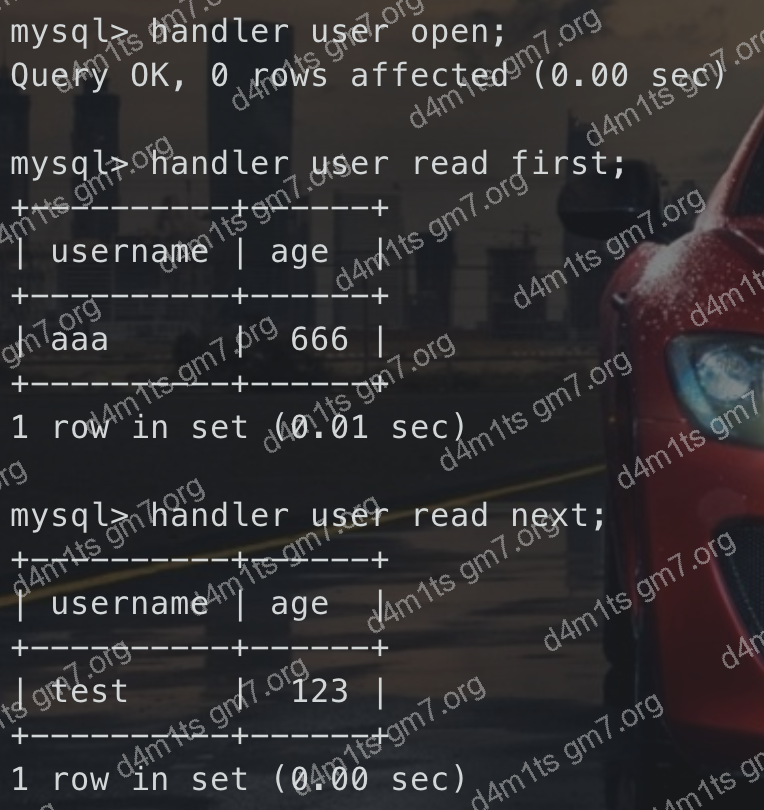 mysql> handler user open;
Query OK, 0 rows affected (0.00 sec)
mysql> handler user read first;
+----------+------+
| username | age  |
+----------+------+
| aaa      |  666 |
+----------+------+
1 row in set (0.01 sec)
mysql> handler user read next;
+----------+------+
| username | age  |
+----------+------+
| test     |  123 |
+----------+------+
1 row in set (0.00 sec)
d4m1ts gm7.org